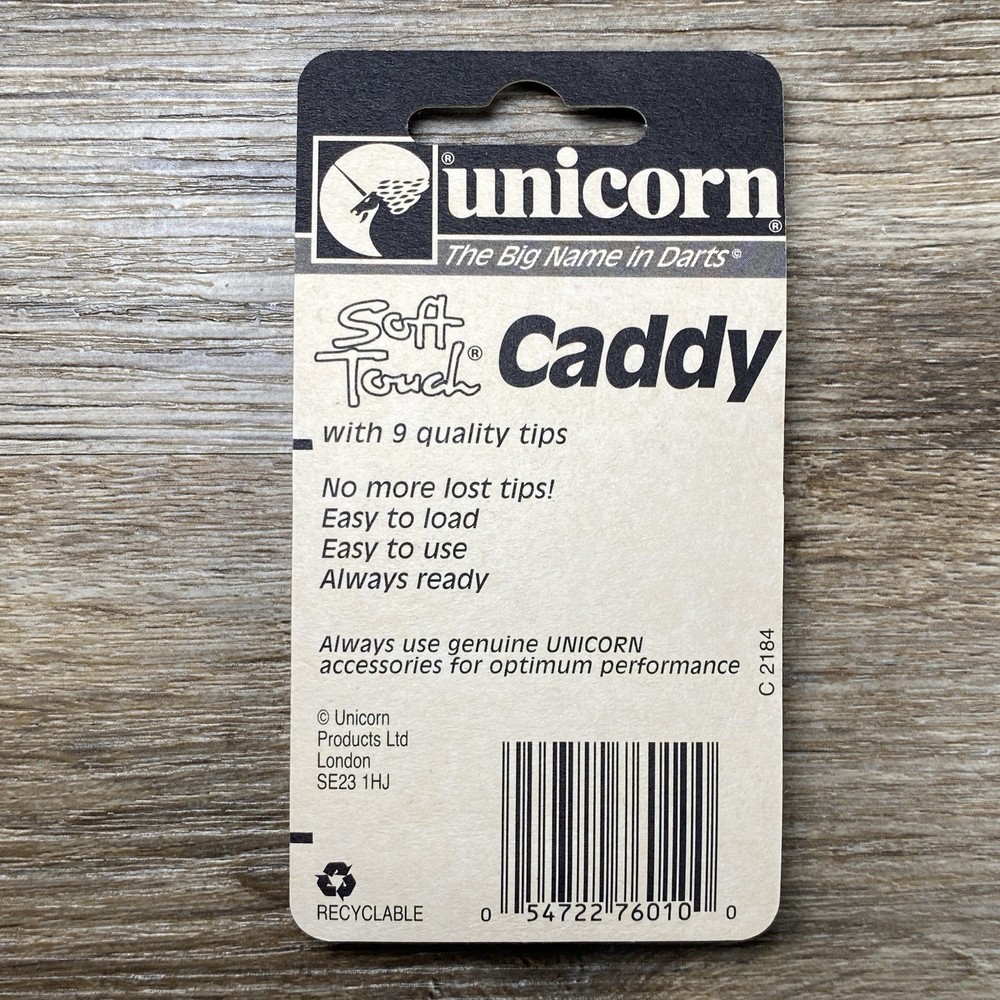 ® unicorn®
The Big Name in Darts©
Soft Touch® Caddy
with 9 quality tips
No more lost tips!
Easy to load
Easy to use
Always ready
Always use genuine UNICORN
accessories for optimum performance
C 2184
© Unicorn
Products Ltd
London
SE23 1HJ
RECYCLABLE
0 54722 76010 0